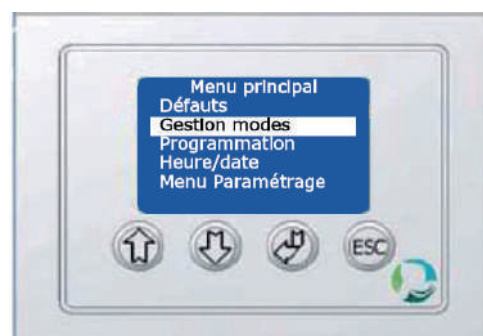 Menu principal
Défauts
Gestion modes
Programmation
Heure/date
Menu Paramétrage
ESC